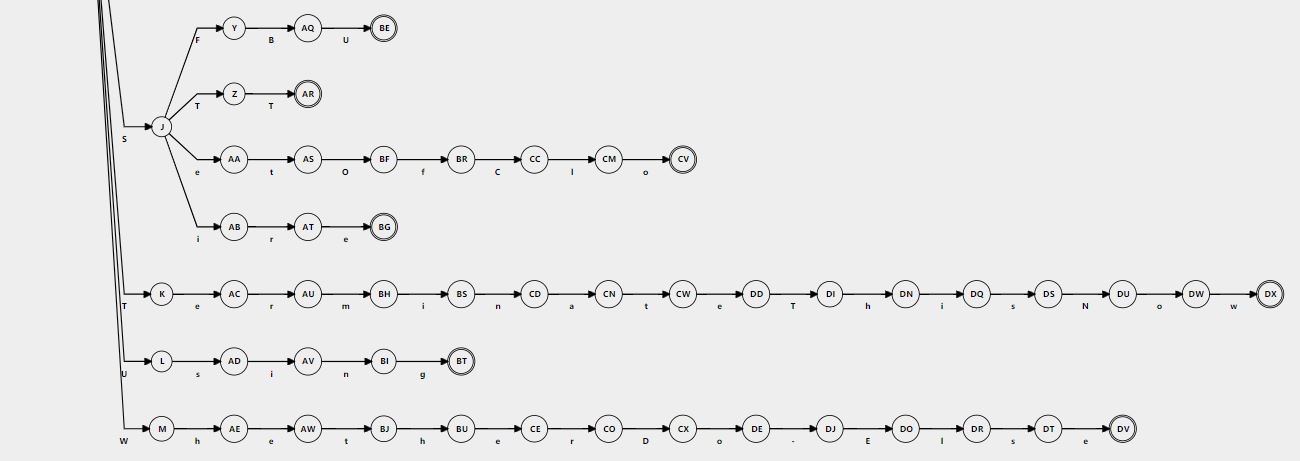 Y AQ BE
F B U
Z AR
T T
J
S
AA AS BF BR CC CM CV
e t O f C l o
AB AT BG
i r e
K AC AU BH BS CD CN CW DD DI DN DQ DS DU DW DX
T e r m i n a t e T h i s N o w
L AD AV BI BT
U s i n g
M AE AW BJ BU CE CO CX DE DJ DO DR DT DV
W h e t h e r D o - E l s e